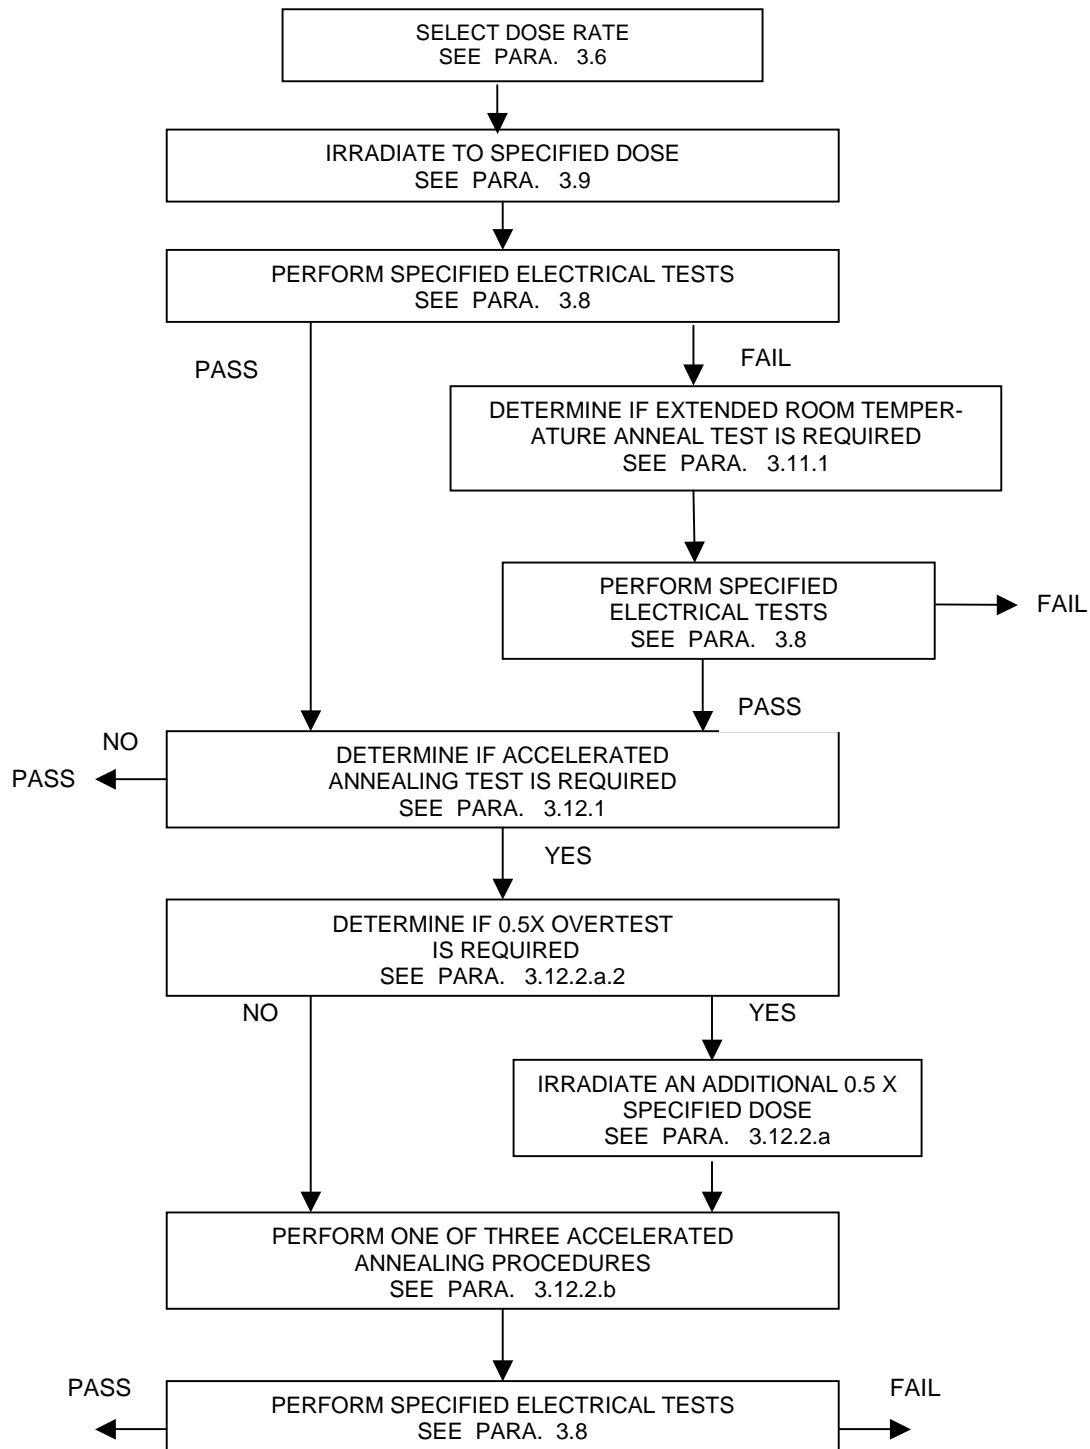 SELECT DOSE RATE
SEE PARA. 3.6
IRRADIATE TO SPECIFIED DOSE
SEE PARA. 3.9
PERFORM SPECIFIED ELECTRICAL TESTS
SEE PARA. 3.8
PASS
FAIL
DETERMINE IF EXTENDED ROOM TEMPER-
ATURE ANNEAL TEST IS REQUIRED
SEE PARA. 3.11.1
PERFORM SPECIFIED
ELECTRICAL TESTS
SEE PARA. 3.8
FAIL
PASS
NO
PASS
DETERMINE IF ACCELERATED
ANNEALING TEST IS REQUIRED
SEE PARA. 3.12.1
YES
DETERMINE IF 0.5X OVERTEST
IS REQUIRED
SEE PARA. 3.12.2.a.2
NO
YES
IRRADIATE AN ADDITIONAL 0.5 X
SPECIFIED DOSE
SEE PARA. 3.12.2.a
PERFORM ONE OF THREE ACCELERATED
ANNEALING PROCEDURES
SEE PARA. 3.12.2.b
PASS
FAIL
PERFORM SPECIFIED ELECTRICAL TESTS
SEE PARA. 3.8